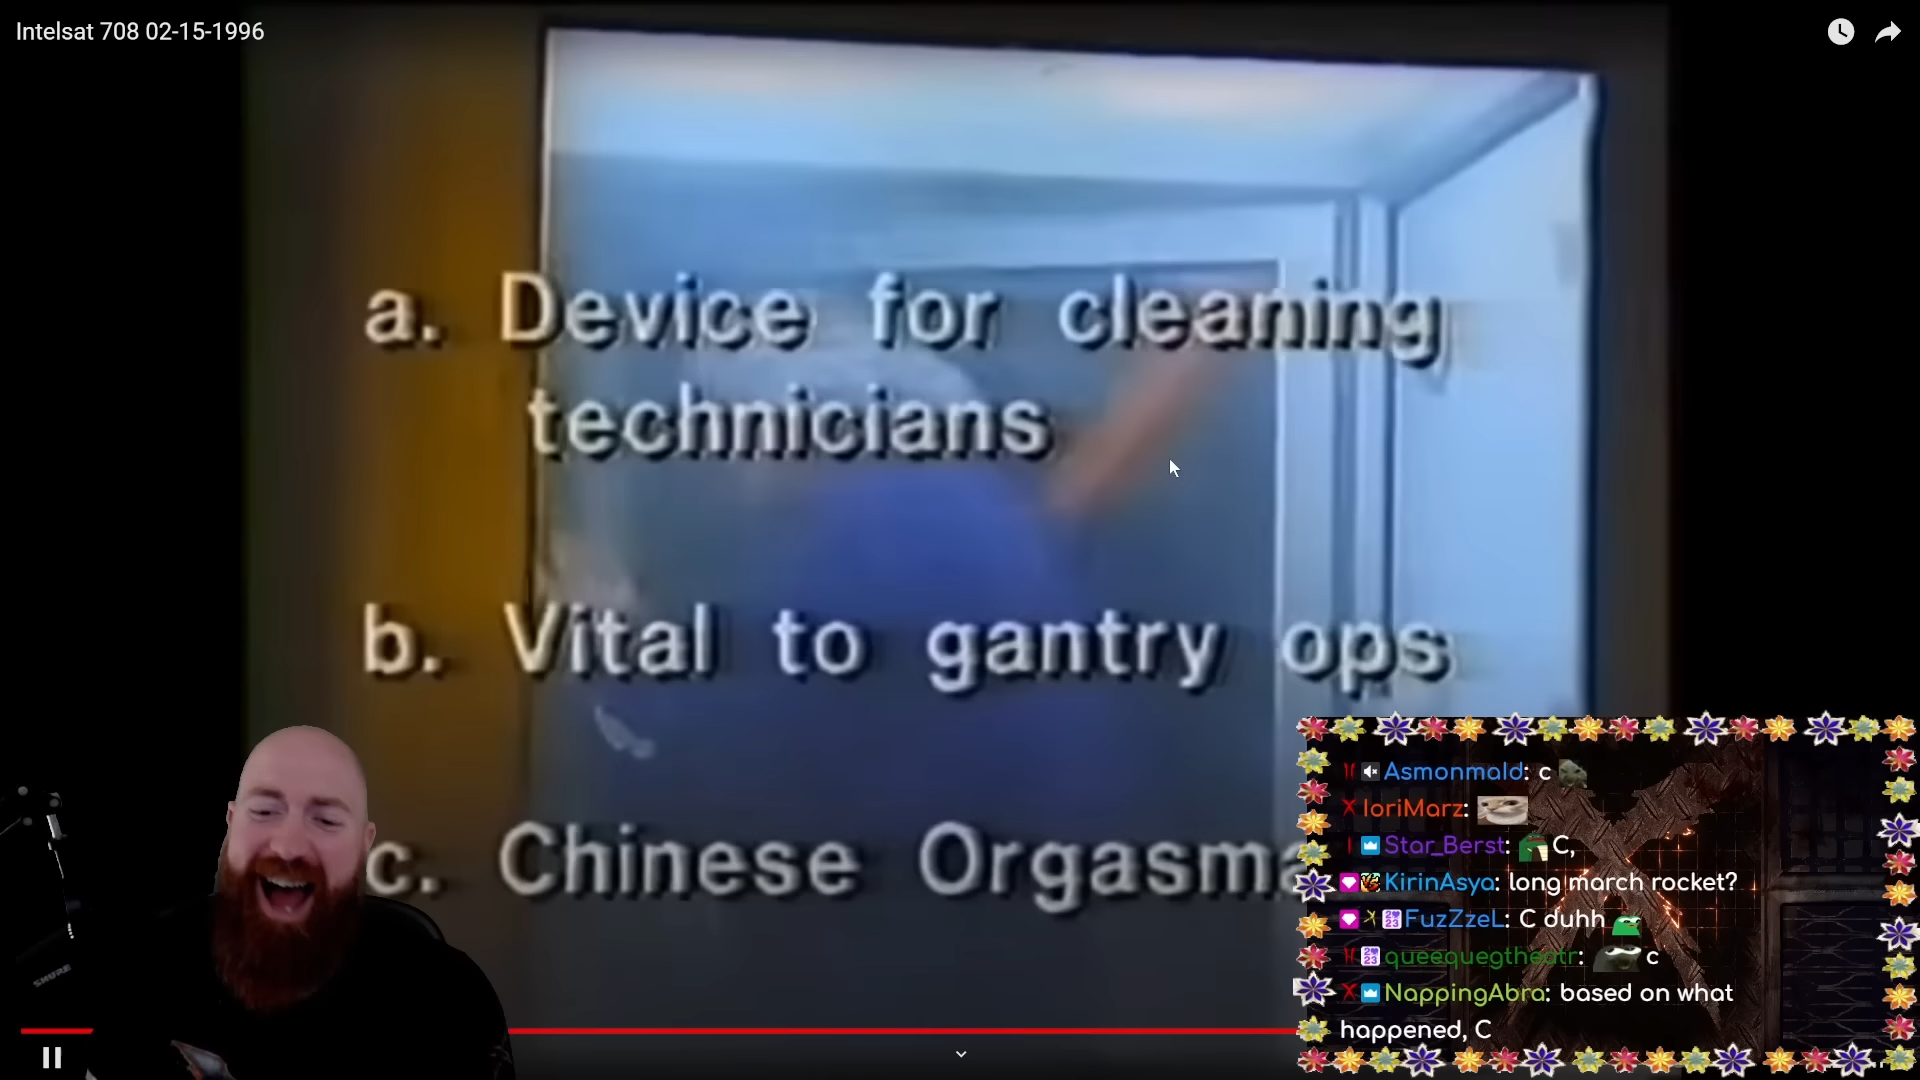 Intelsat 708 02-15-1996
a. Device for cleaning
technicians
b. Vital to gantry ops
c. Chinese
SHURE
Asmonmald: c
IoriMarz:
Star_Berst: C,
KirinAsya: long march rocket?
FuzZzeL: C duhh
queequegtheatr: c
NappingAbra: based on what
happened, C